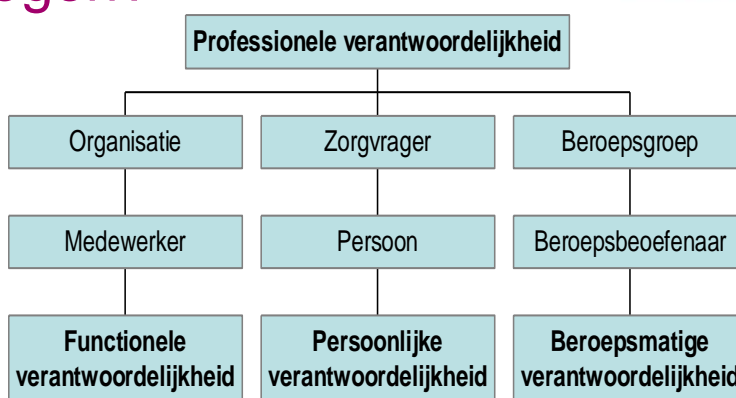 Professionele verantwoordelijkheid
Organisatie
Zorgvrager
Beroepsgroep
Medewerker
Persoon
Beroepsbeoefenaar
Functionele
verantwoordelijkheid
Persoonlijke
verantwoordelijkheid
Beroepsmatige
verantwoordelijkheid